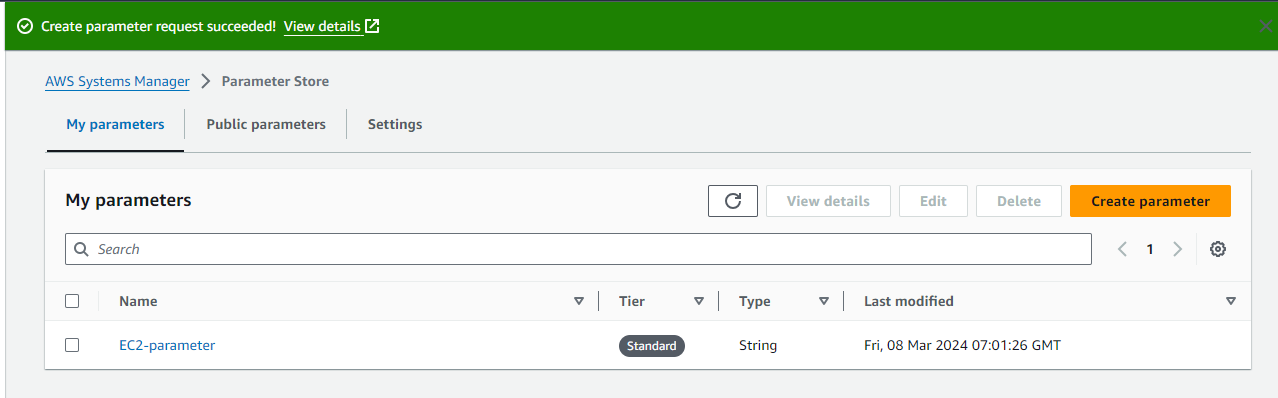 Create parameter request succeeded! View details
AWS Systems Manager > Parameter Store
My parameters Public parameters Settings
My parameters View details Edit Delete Create parameter
Search 1
Name Tier Type Last modified
EC2-parameter Standard String Fri, 08 Mar 2024 07:01:26 GMT